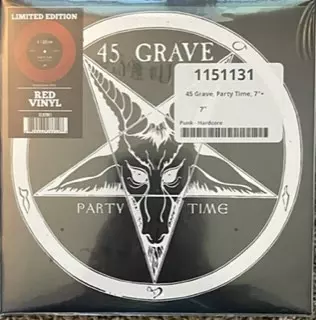 LIMITED EDITION
RED
VINYL
45 GRAVE
1151131
45 Grave, Party Time, 7"+
7"
Punk - Hardcore
PARTY TIME